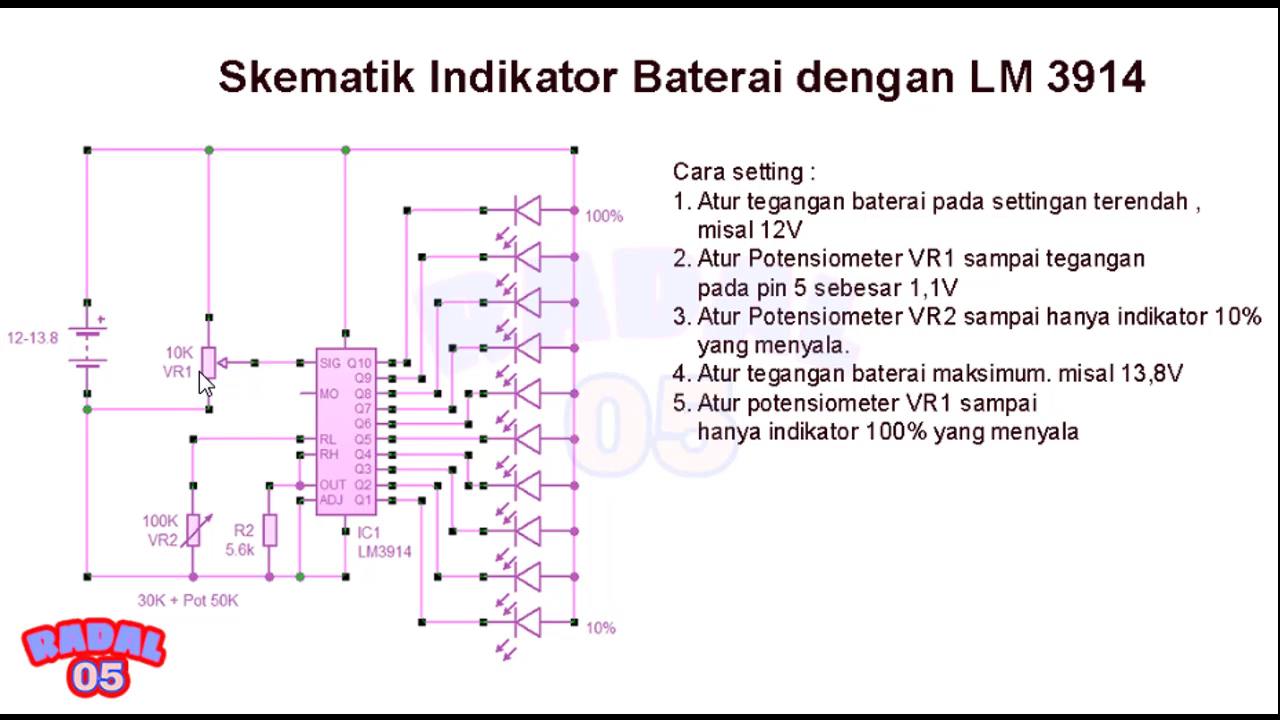 Skematik Indikator Baterai dengan LM 3914
Cara setting :
1. Atur tegangan baterai pada settingan terendah ,
misal 12V
2. Atur Potensiometer VR1 sampai tegangan
pada pin 5 sebesar 1,1V
3. Atur Potensiometer VR2 sampai hanya indikator 10%
yang menyala.
4. Atur tegangan baterai maksimum. misal 13,8V
5. Atur potensiometer VR1 sampai
hanya indikator 100% yang menyala
100%
12-13.8
+
10K
VR1
SIG Q10
Q9
MO Q8
Q7
Q6
RL Q5
RH Q4
Q3
OUT Q2
ADJ Q1
100K
VR2
R2
5.6k
IC1
LM3914
30K + Pot 50K
10%
RADAL
05
RADAL
05